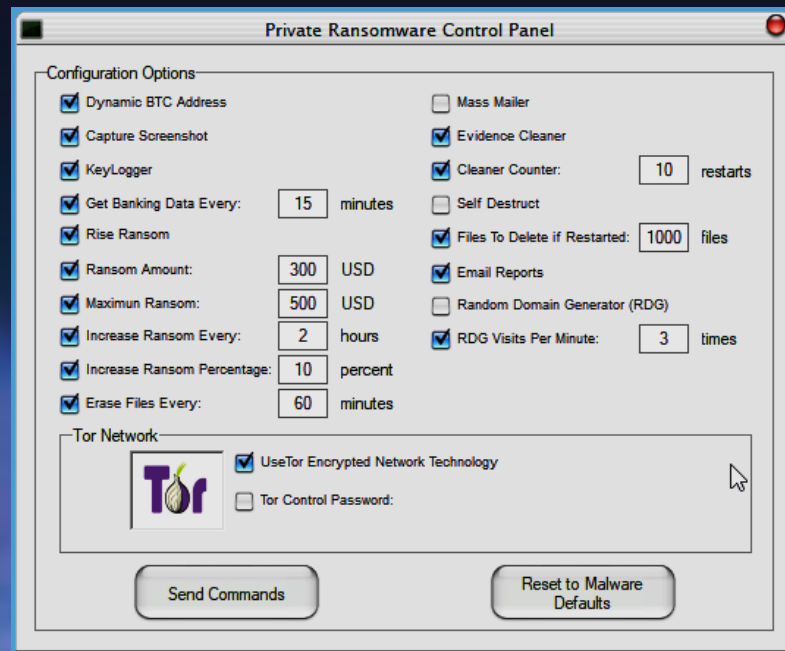 Private Ransomware Control Panel
Configuration Options
Dynamic BTC Address
Capture Screenshot
KeyLogger
Get Banking Data Every: 15 minutes
Rise Ransom
Ransom Amount: 300 USD
Maximun Ransom: 500 USD
Increase Ransom Every: 2 hours
Increase Ransom Percentage: 10 percent
Erase Files Every: 60 minutes
Mass Mailer
Evidence Cleaner
Cleaner Counter: 10 restarts
Self Destruct
Files To Delete if Restarted: 1000 files
Email Reports
Random Domain Generator (RDG)
RDG Visits Per Minute: 3 times
Tor Network
Tor
UseTor Encrypted Network Technology
Tor Control Password:
Send Commands
Reset to Malware
Defaults